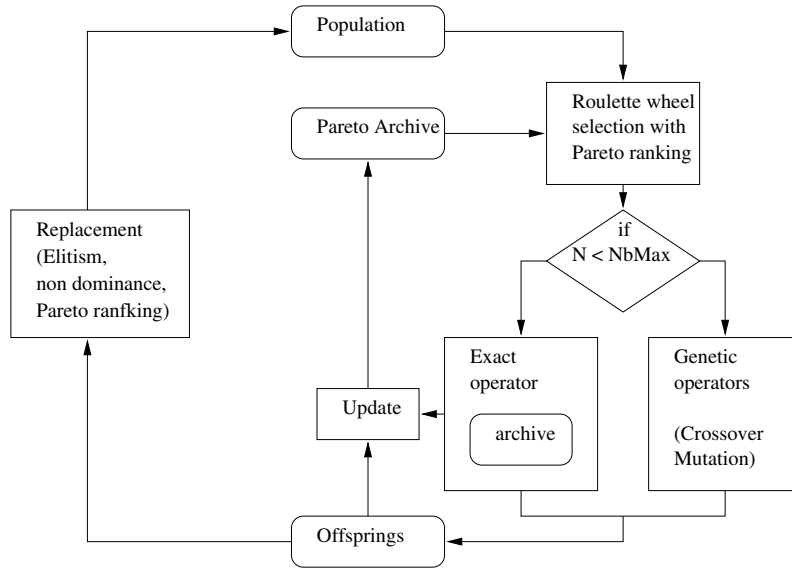 Population
Roulette wheel
selection with
Pareto ranking
Pareto Archive
if
N < NbMax
Replacement
(Elitism,
non dominance,
Pareto ranfking)
Exact
operator
archive
Genetic
operators
(Crossover
Mutation)
Update
Offsprings